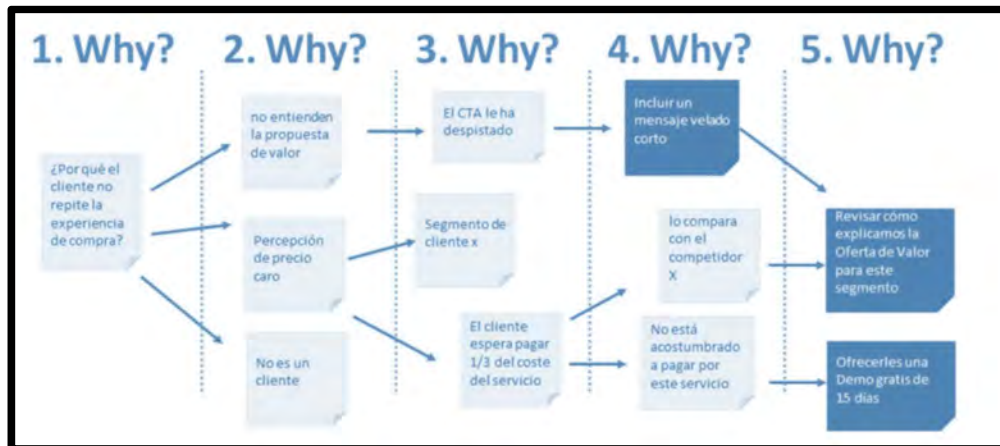 1. Why?
2. Why?
3. Why?
4. Why?
5. Why?
¿Por qué el
cliente no
repite la
experiencia
de compra?
no entienden
la propuesta
de valor
Percepción
de precio
caro
No es un
cliente
El CTA le ha
despistado
Segmento de
cliente x
El cliente
espera pagar
1/3 del coste
del servicio
Incluir un
mensaje velado
corto
lo compara
con el
competidor
X
No está
acostumbrado
a pagar por
este servicio
Revisar cómo
explicamos la
Oferta de Valor
para este
segmento
Ofrecerles una
Demo gratis de
15 días